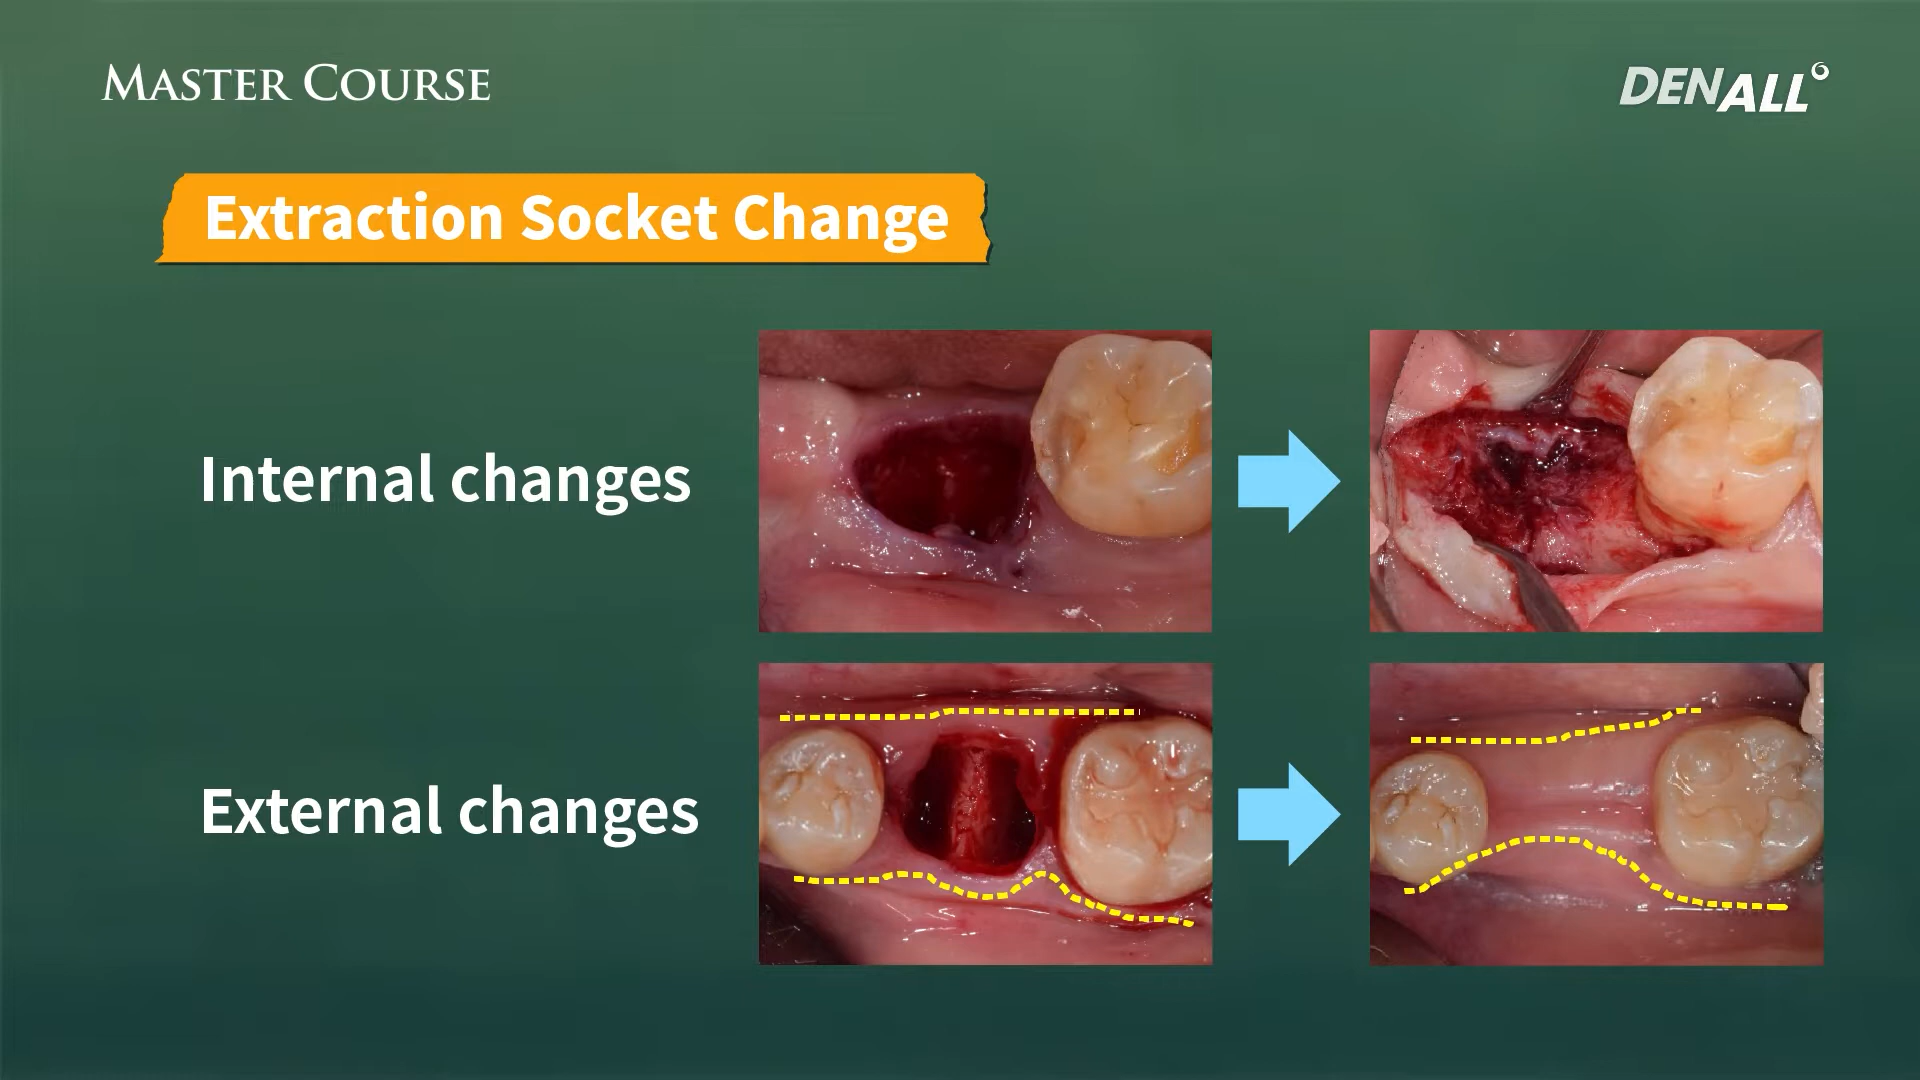 MASTER COURSE
DENALL
Extraction Socket Change
Internal changes
External changes